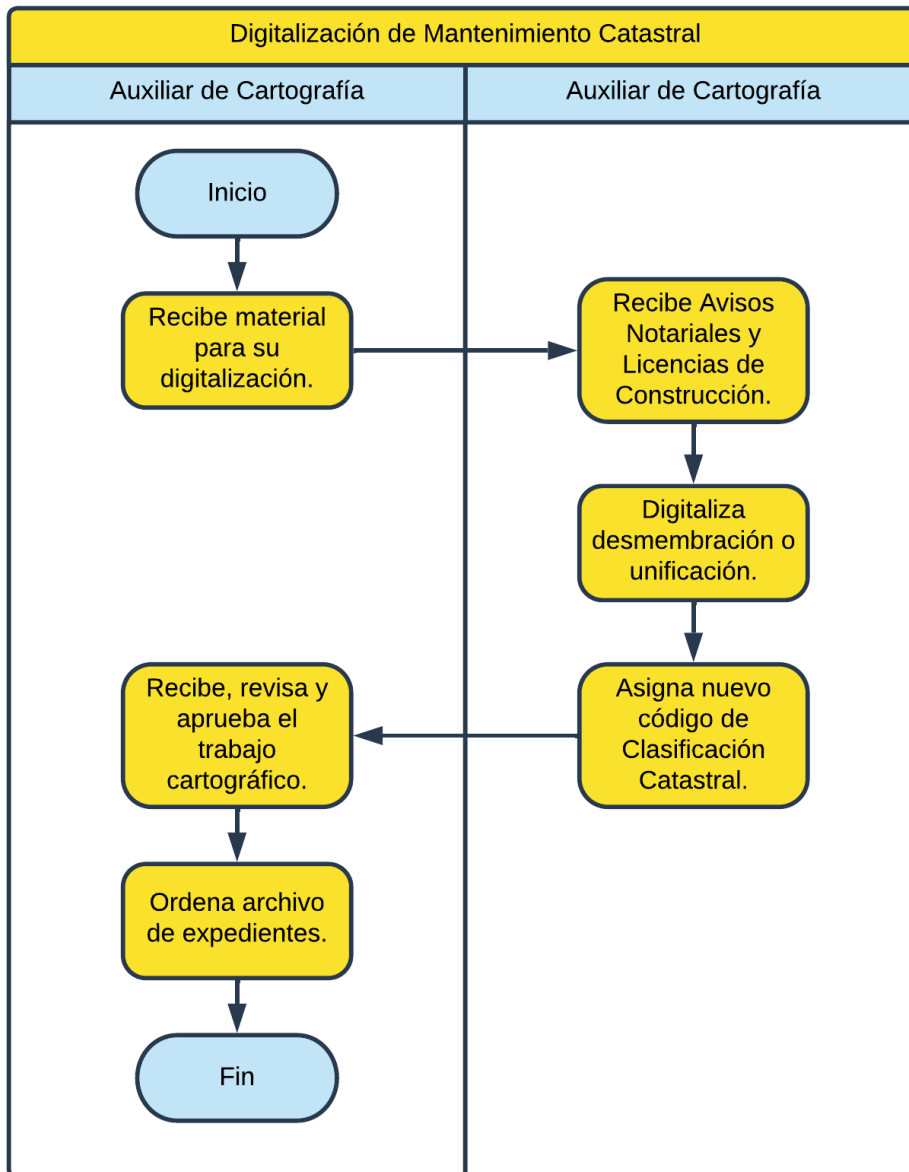 Digitalización de Mantenimiento Catastral
Auxiliar de Cartografía
Auxiliar de Cartografía
Inicio
Recibe material
para su
digitalización.
Recibe Avisos
Notariales y
Licencias de
Construcción.
Digitaliza
desmembración o
unificación.
Asigna nuevo
código de
Clasificación
Catastral.
Recibe, revisa y
aprueba el
trabajo
cartográfico.
Ordena archivo
de expedientes.
Fin